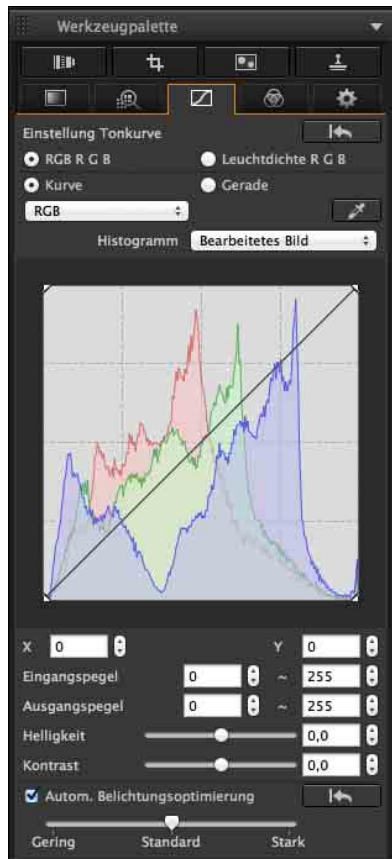 Werkzeugpalette
Einstellung Tonkurve
RGB R G B Leuchtdichte R G B
Kurve Gerade
RGB
Histogramm Bearbeitetes Bild
X 0 Y 0
Eingangspegel 0 ~ 255
Ausgangspegel 0 ~ 255
Helligkeit 0,0
Kontrast 0,0
Autom. Belichtungsoptimierung
Gering Standard Stark